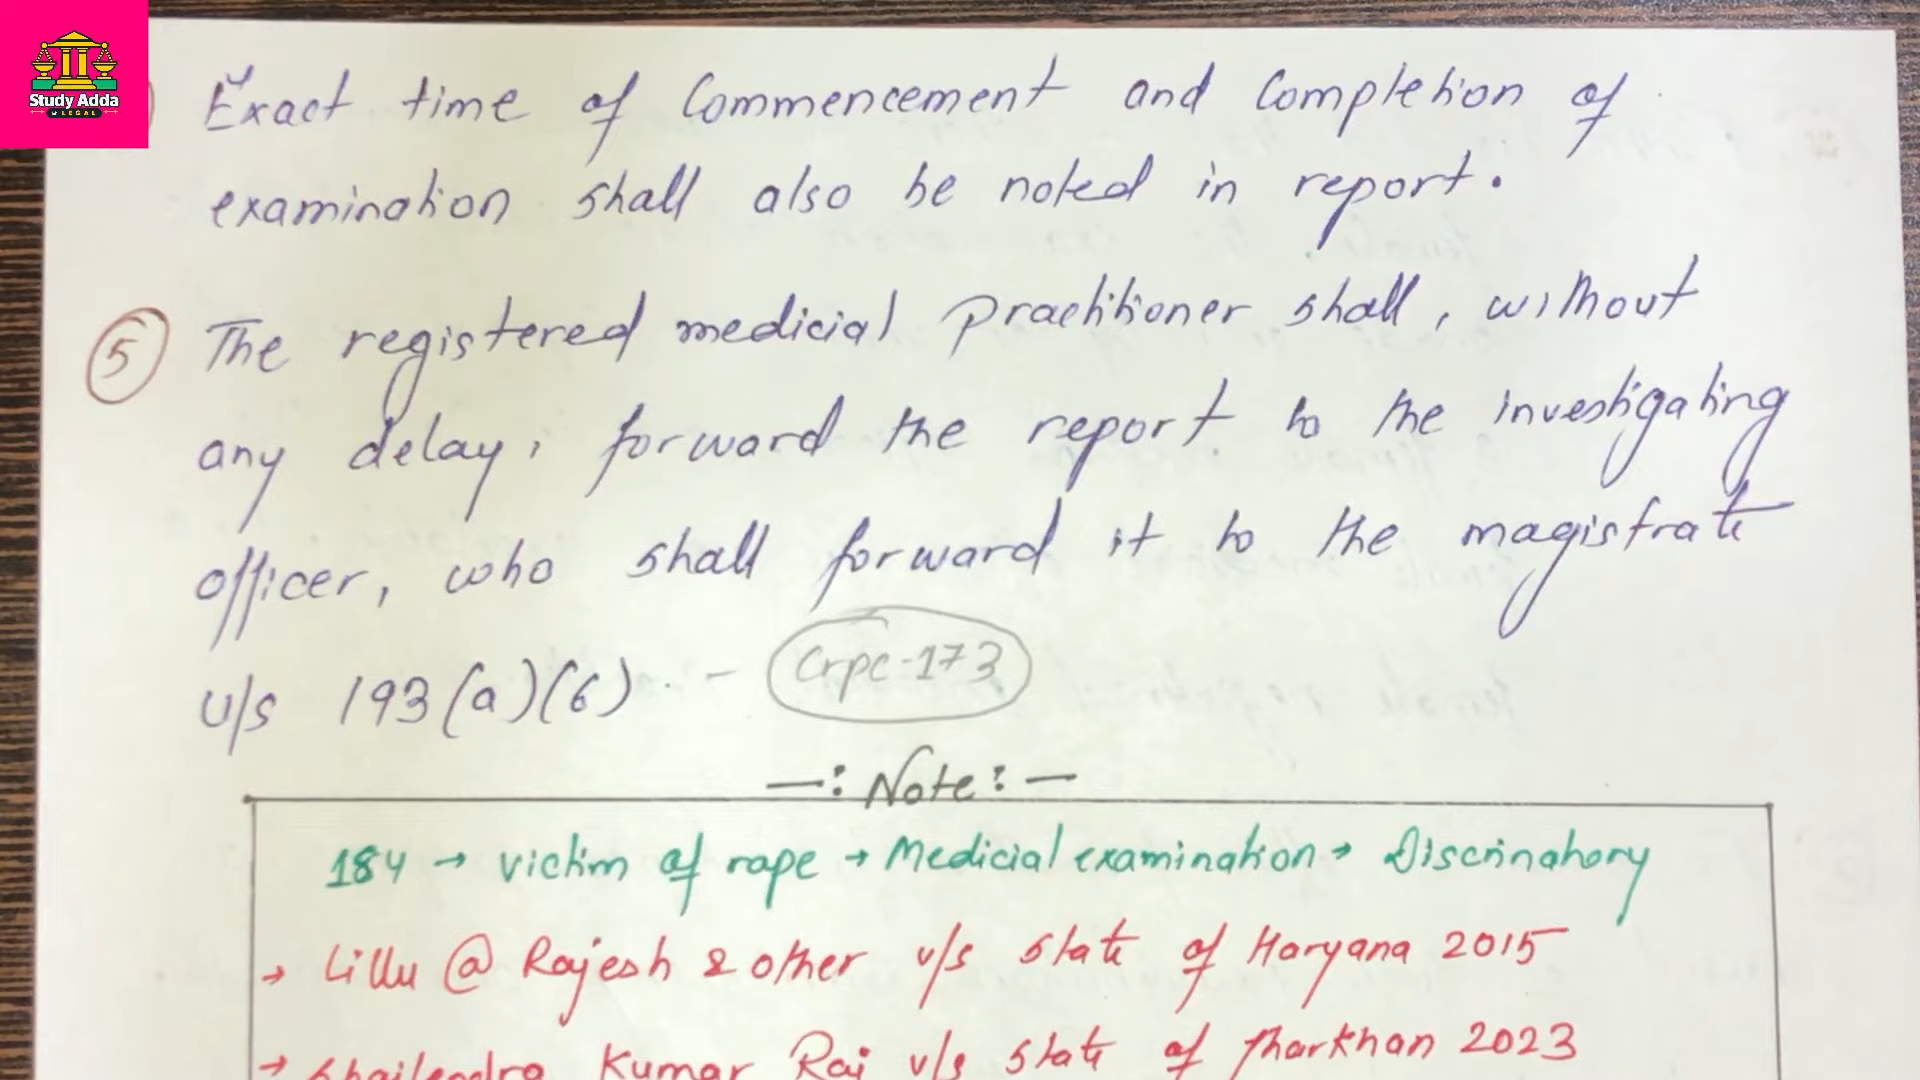 Study Adda
LEGAL
Exact time of Commencement and Completion of
examination shall also be noted in report.
5 The registered medicial practitioner shall, without
any delay, forward the report to the investigating
officer, who shall forward it to the magistrate
u/s 193(a)(6). - Crpc-173
—: Note: —
184 → victim of rape → Medicial examination → Discrinatory
→ Lillu @ Rajesh & other v/s state of Haryana 2015
→ Shailendra Kumar Rai v/s state of Jharkhan 2023